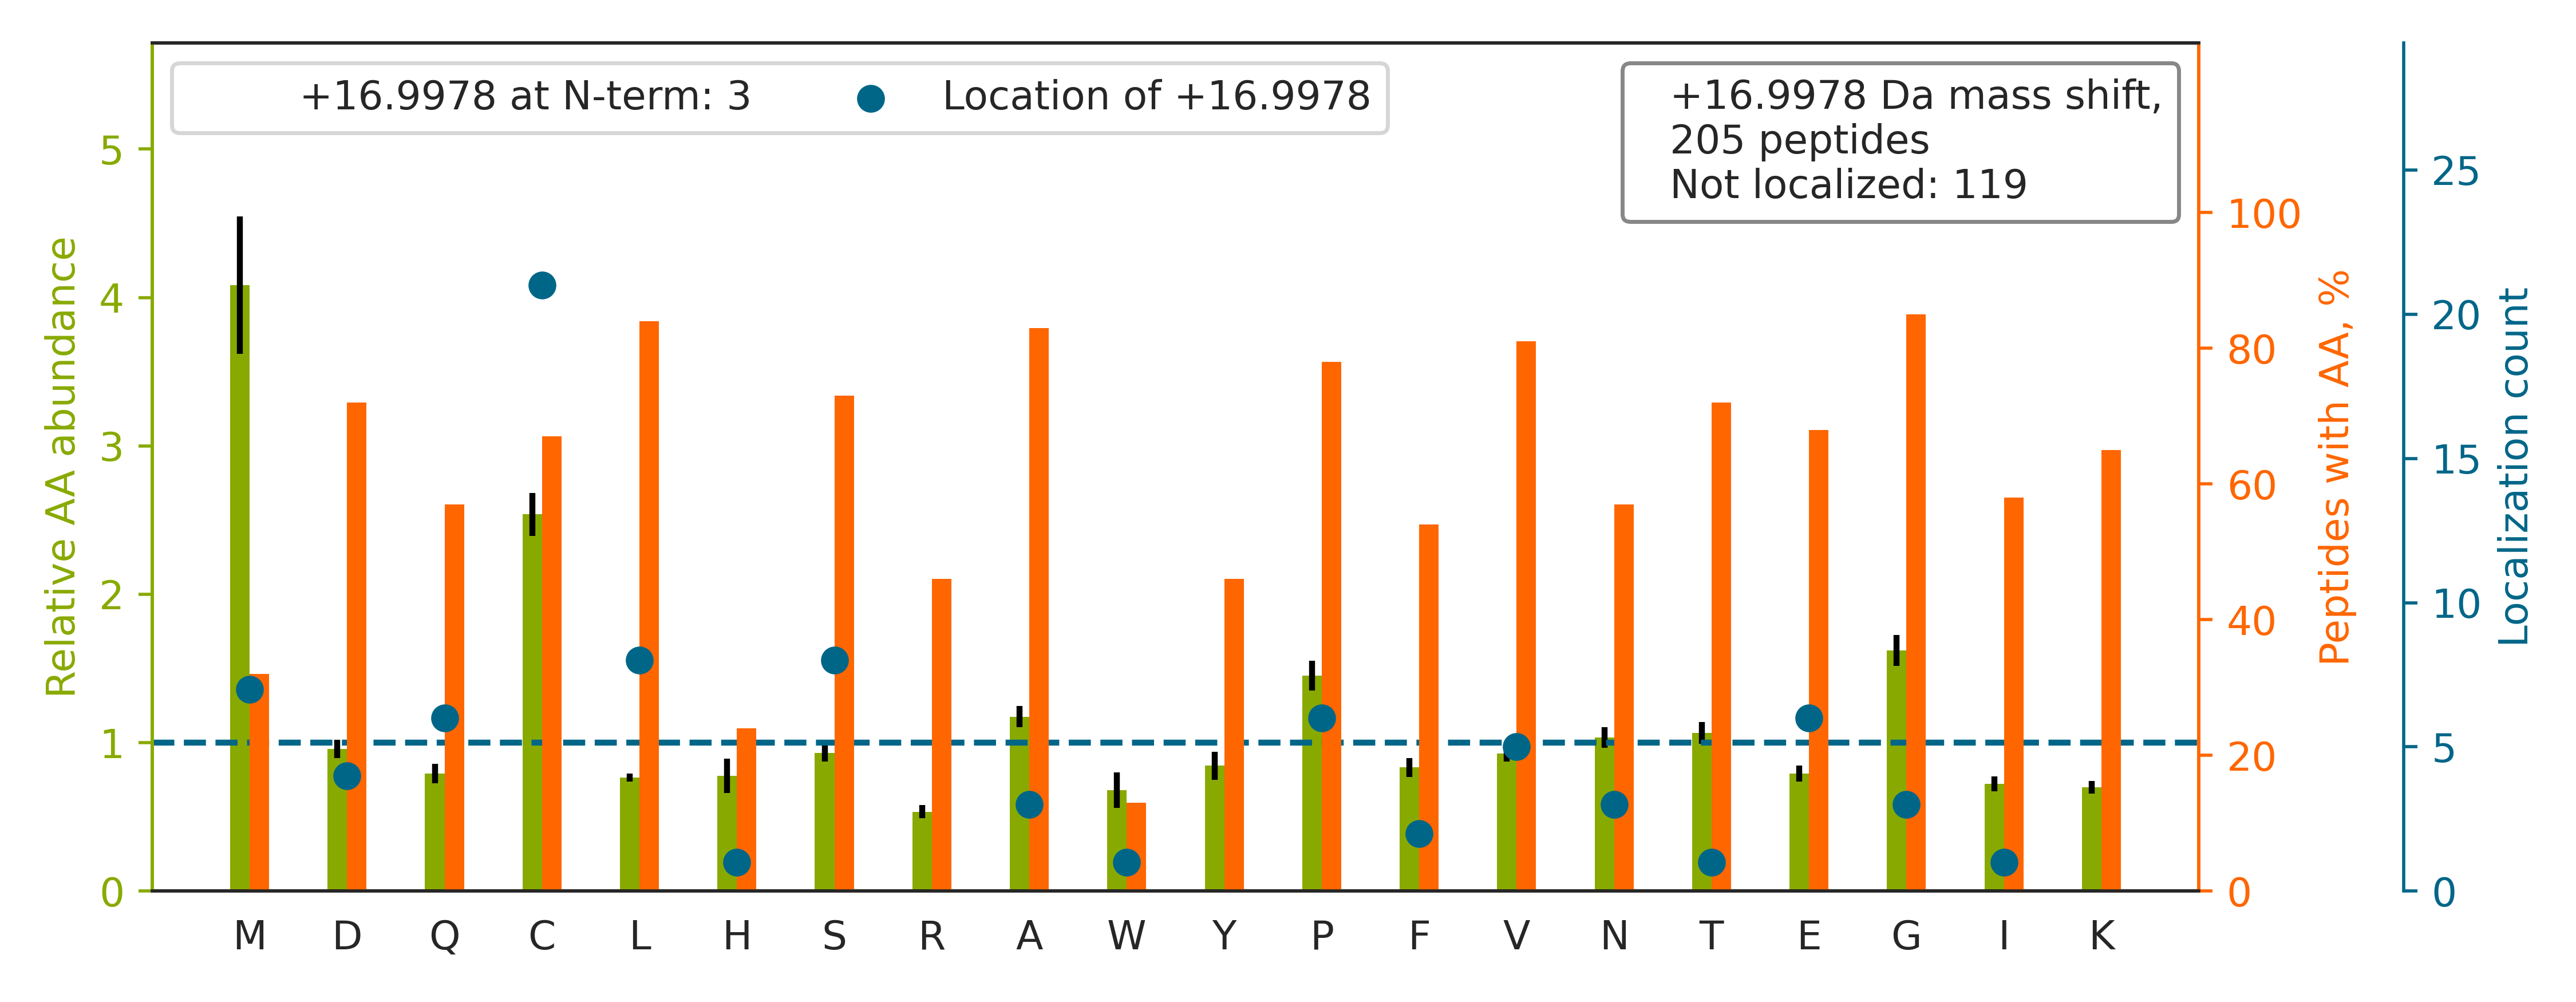 +16.9978 at N-term: 3
Location of +16.9978
+16.9978 Da mass shift,
205 peptides
Not localized: 119
Relative AA abundance
5
4
3
2
1
0
M D Q C L H S R A W Y P F V N T E G I K
100
80
60
40
20
0
Peptides with AA, %
25
20
15
10
5
0
Localization count